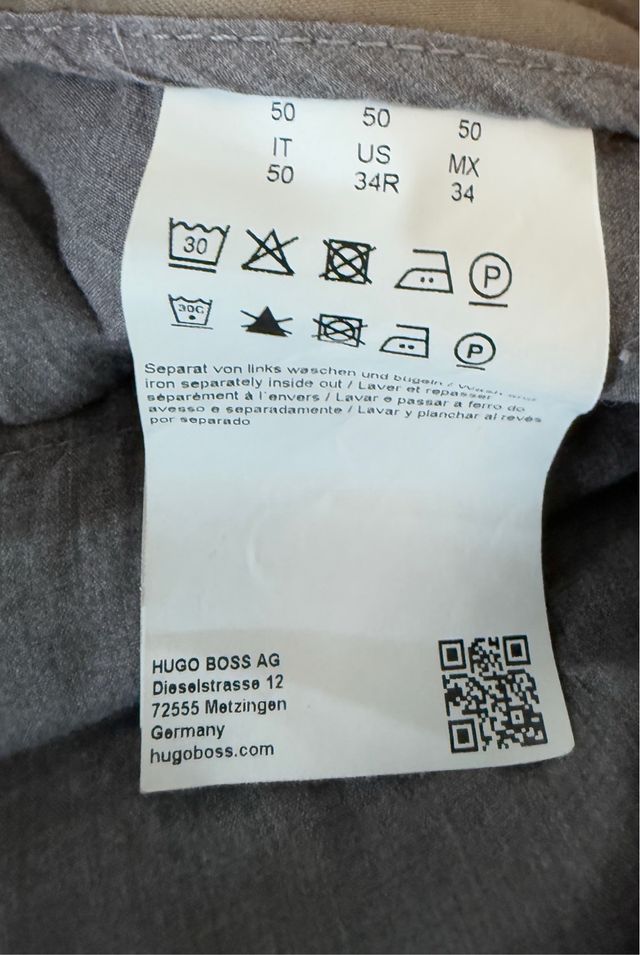 50 50 50
IT US MX
50 34R 34
30
P
30C
P
Separat von links waschen und bügeln / Wash and
iron separately inside out / Laver et repasser
séparément à l'envers / Lavar e passar a ferro do
avesso e separadamente / Lavar y planchar al revés
por separado
HUGO BOSS AG
Dieselstrasse 12
72555 Metzingen
Germany
hugoboss.com